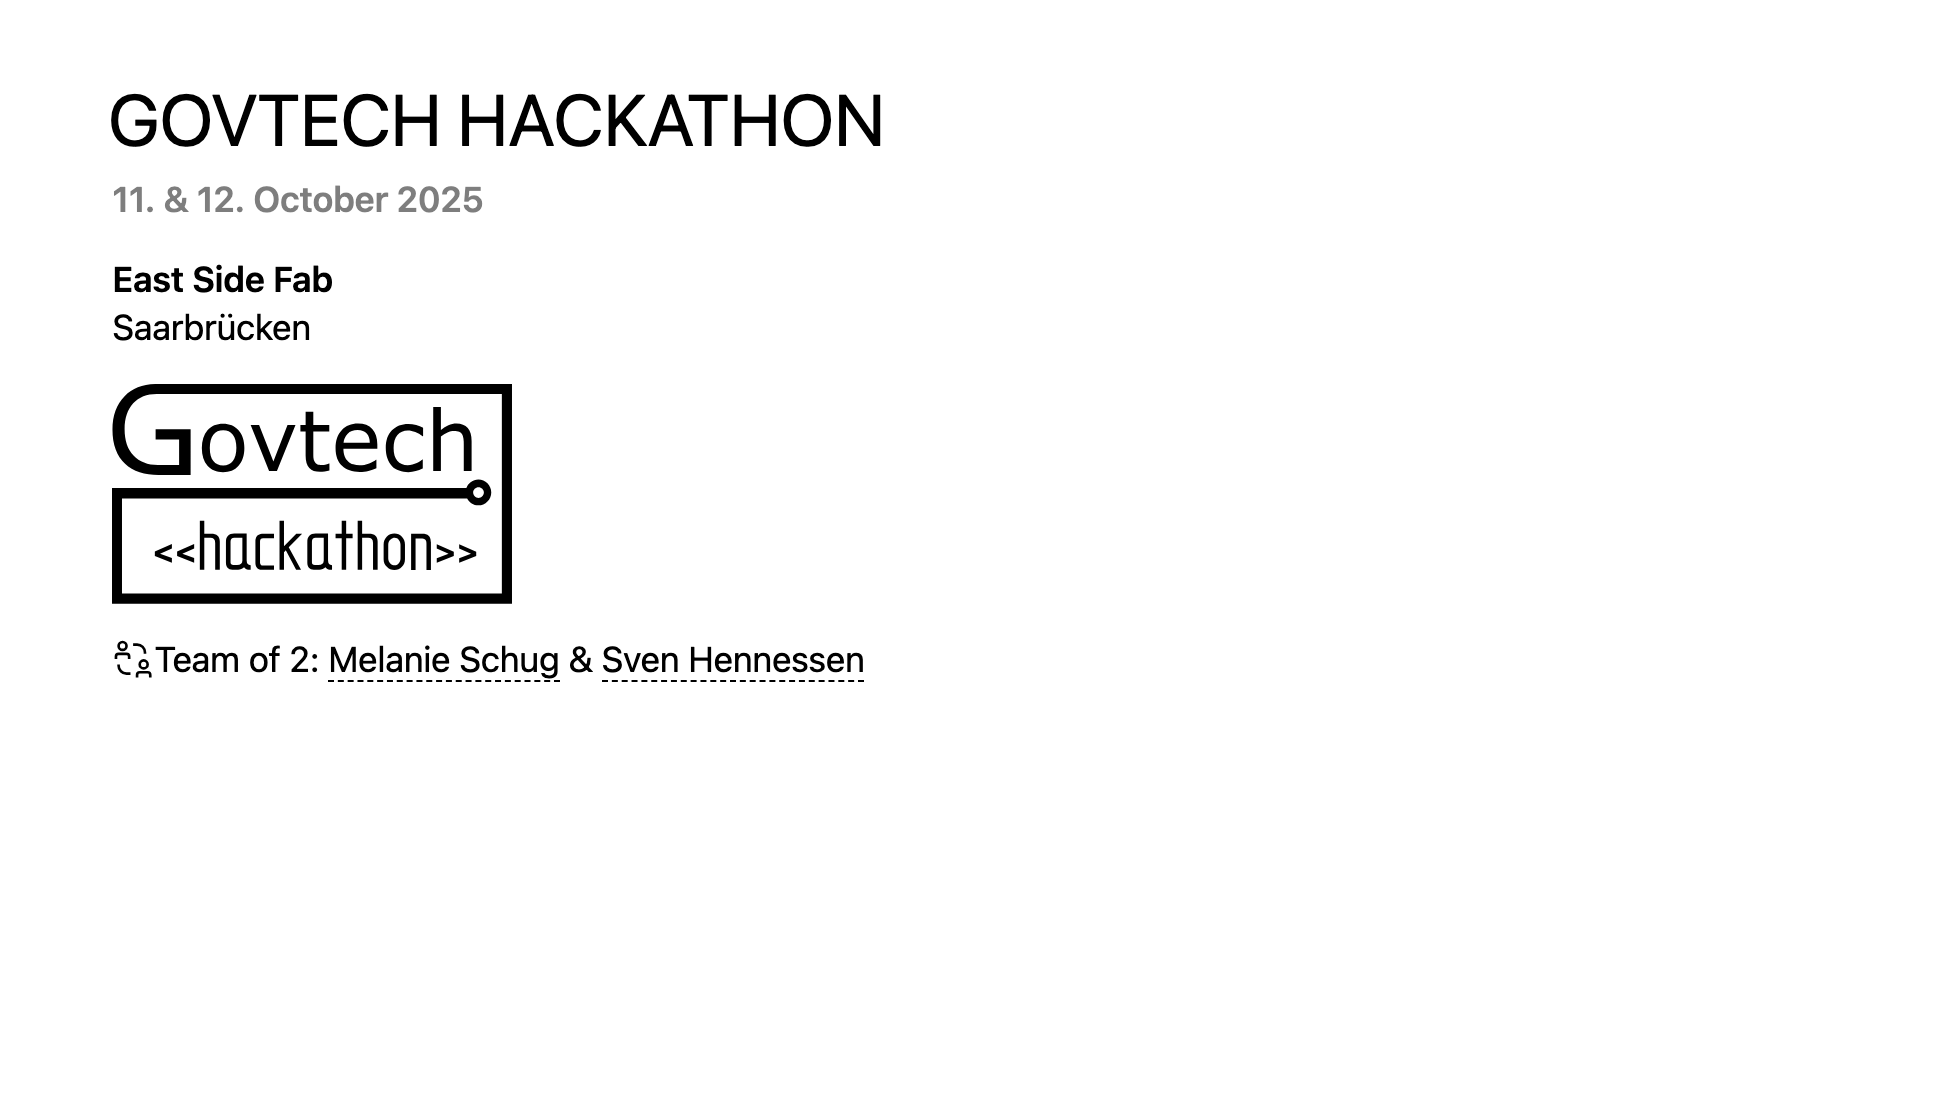 GOVTECH HACKATHON
11. & 12. October 2025
East Side Fab
Saarbrücken
Govtech
<<hackathon>>
Team of 2: Melanie Schug & Sven Hennessen